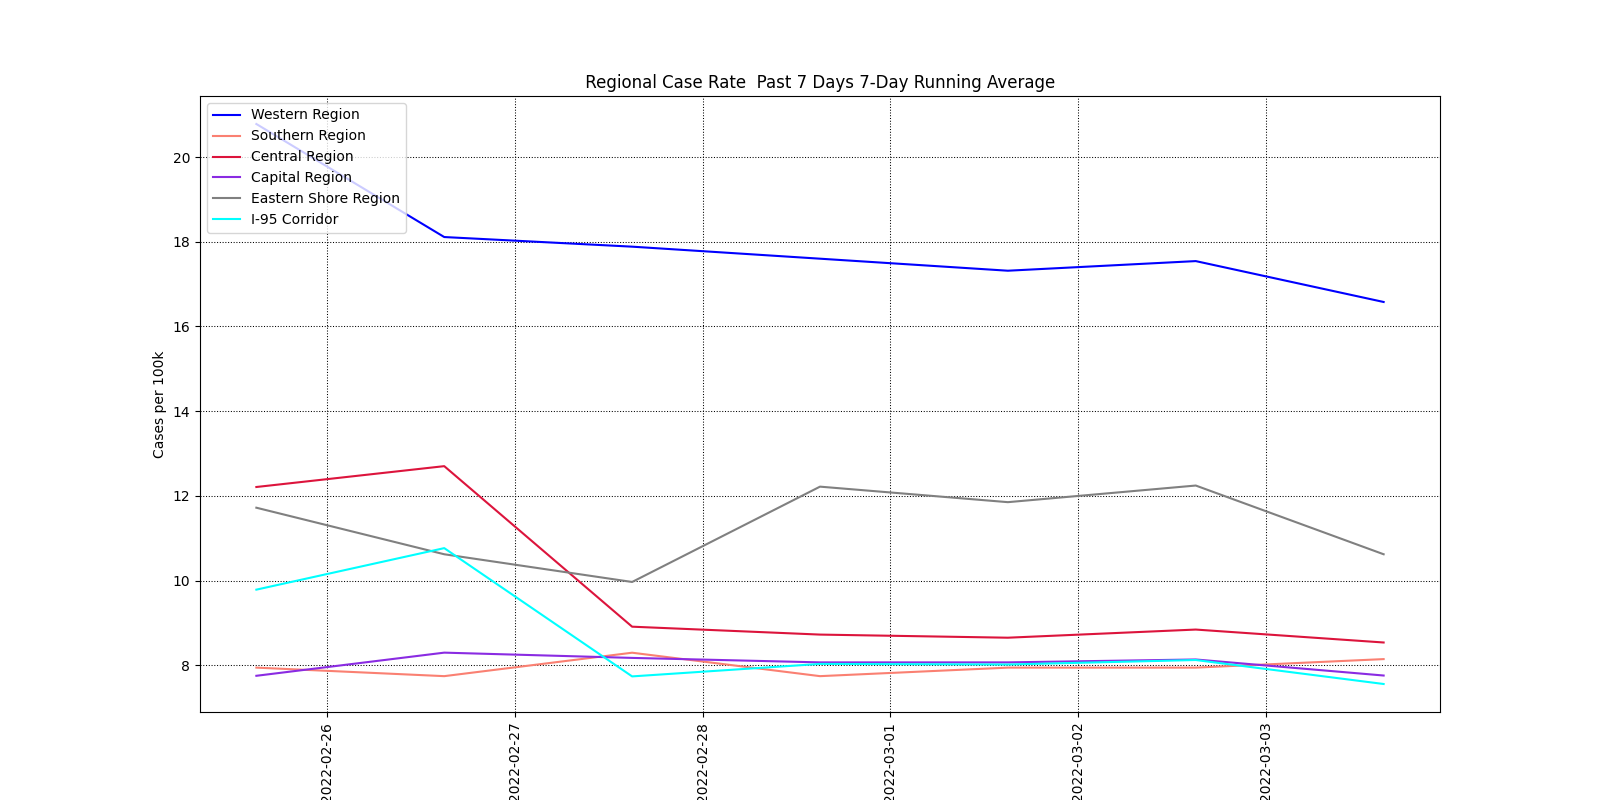 Regional Case Rate  Past 7 Days 7-Day Running Average
Western Region
Southern Region
Central Region
Capital Region
Eastern Shore Region
I-95 Corridor
20
18
16
14
12
10
8
Cases per 100k
2022-02-26
2022-02-27
2022-02-28
2022-03-01
2022-03-02
2022-03-03